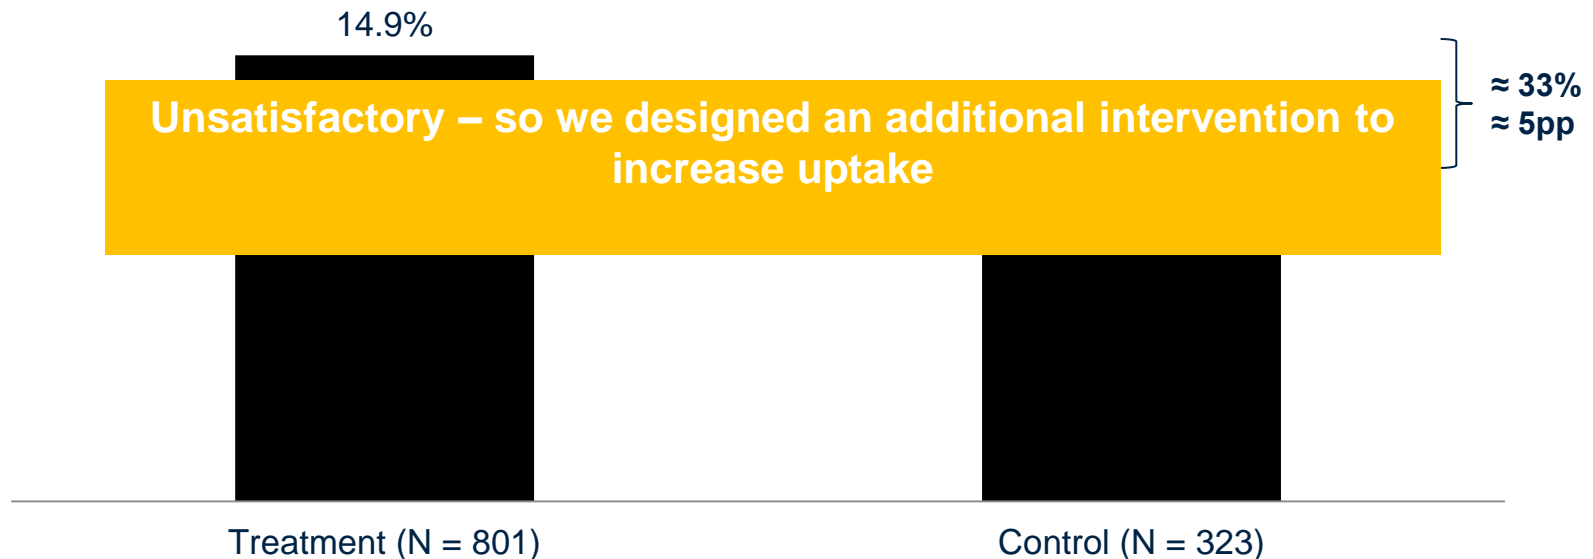 14.9%
Unsatisfactory – so we designed an additional intervention to
increase uptake
≈ 33%
≈ 5pp
Treatment (N = 801)
Control (N = 323)